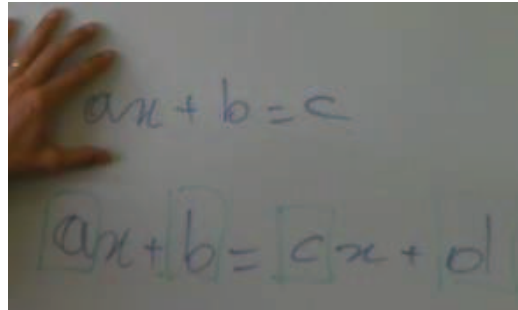 ax + b = c
ax + b = cx + d